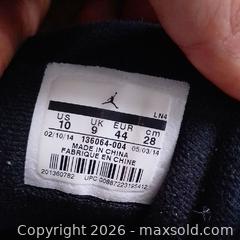 LN4
US UK EUR cm
10 9 44 28
02/10/14 136064-004 05/03/14
MADE IN CHINA
FABRIQUE EN CHINE
201360782
UPC 00887223195412
Copyright 2026 - maxsold.com